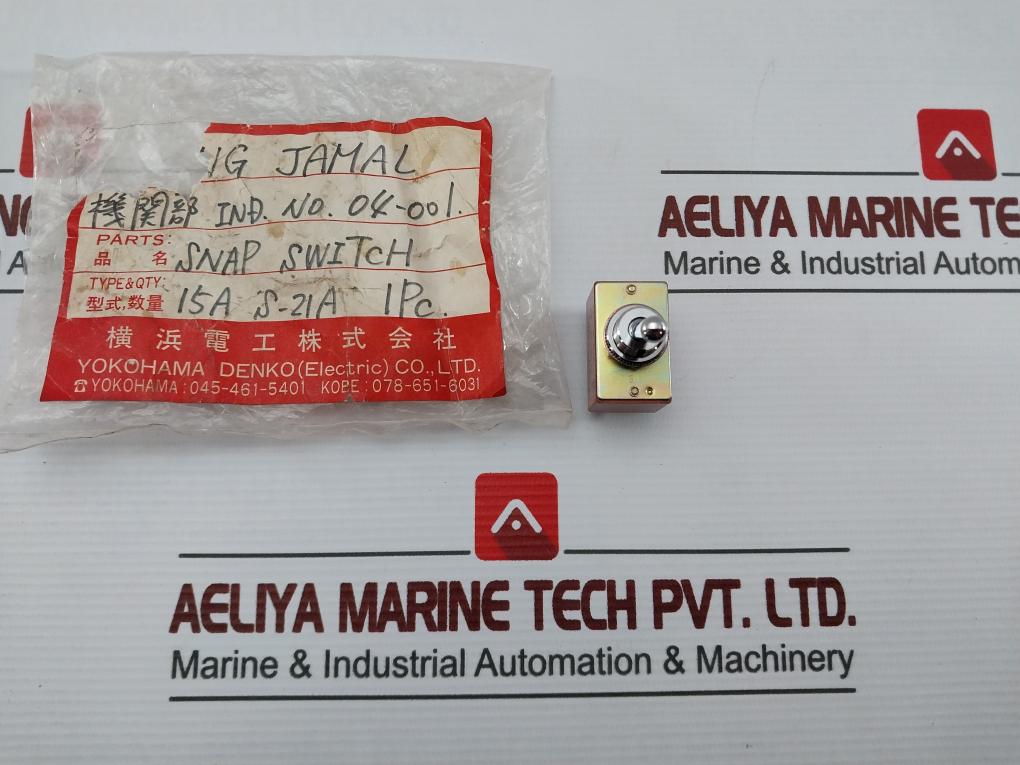 JAMAL
機関部 IND. NO. 04-001.
PARTS:
品 名 SNAP SWITCH
TYPE&QTY:
型式,数量 15A S-21A 1PC.
横浜電工株式会社
YOKOHAMA DENKO(Electric) CO.,LTD.
☎YOKOHAMA:045-461-5401 KOBE:078-651-6031
AELIYA MARINE TEC
Marine & Industrial Autom
AELIYA MARINE TECH PVT. LTD.
Marine & Industrial Automation & Machinery